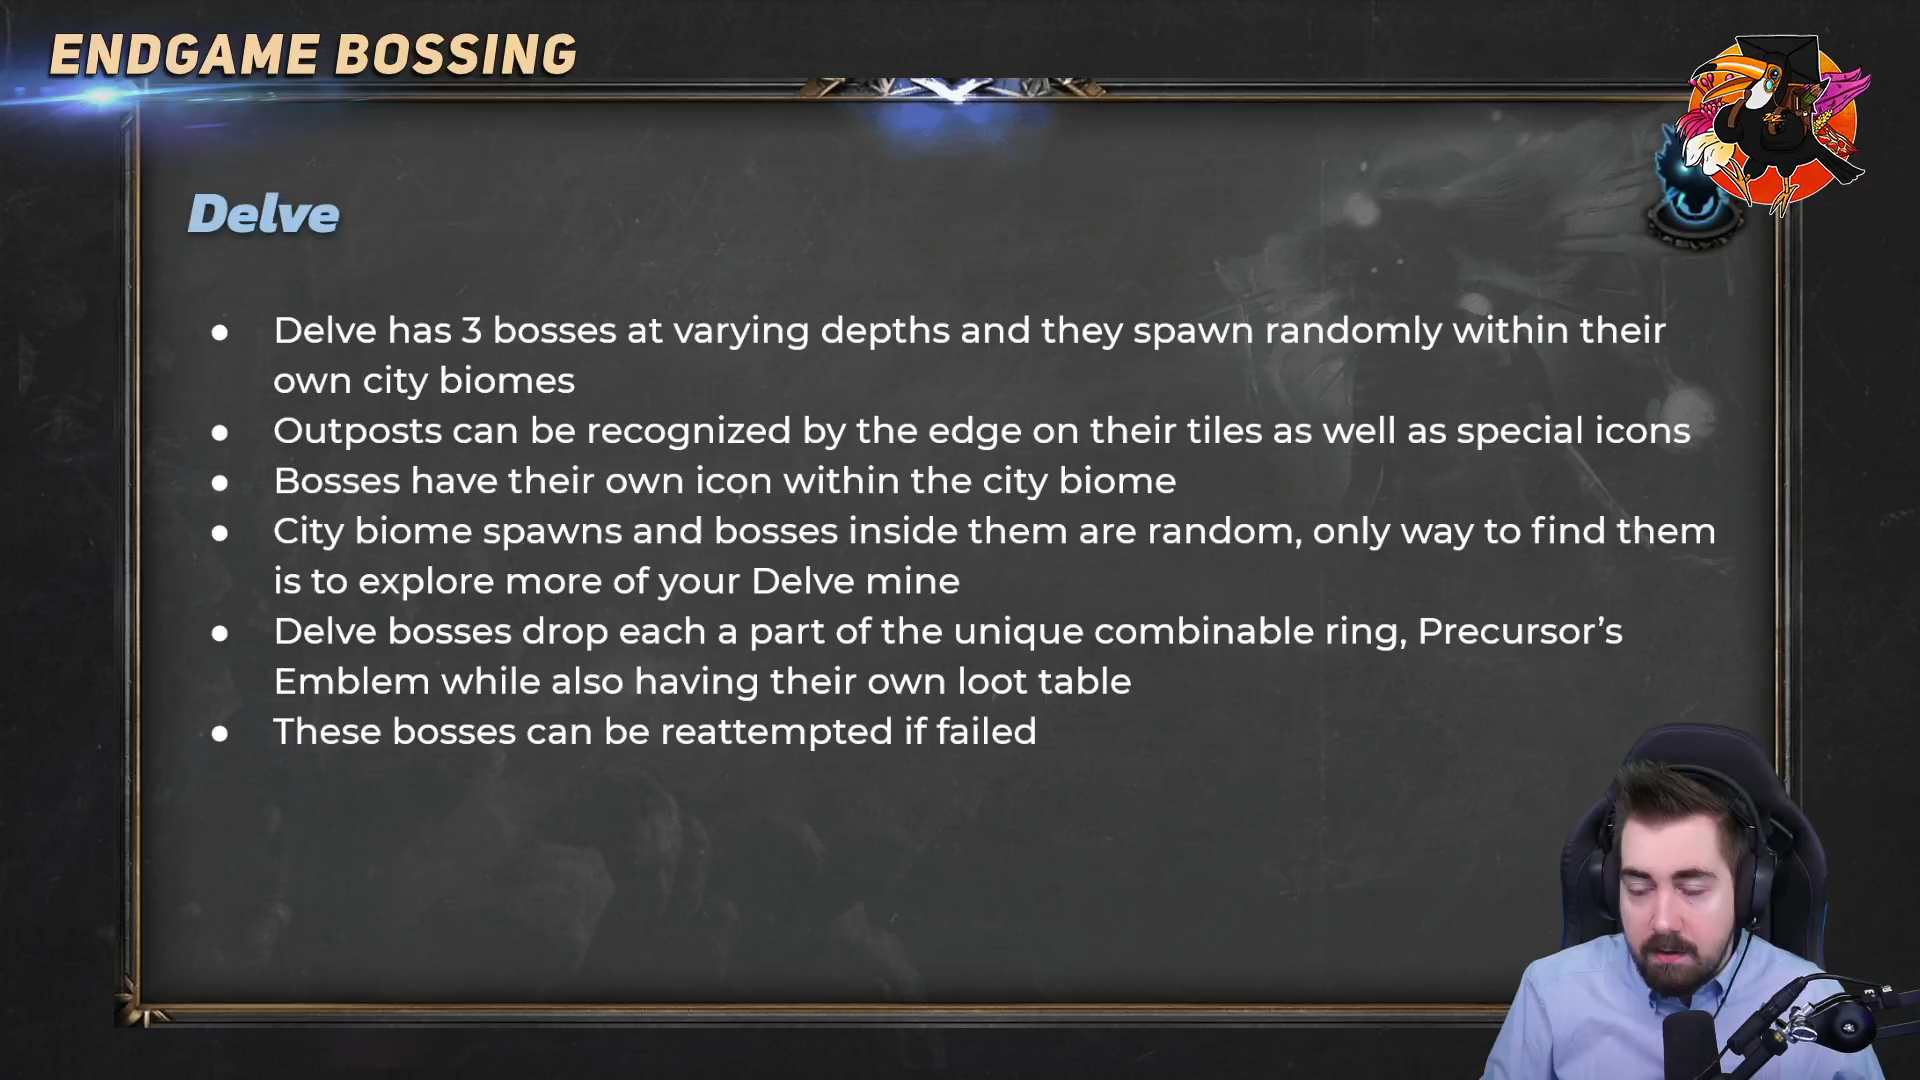 ENDGAME BOSSING
Delve
● Delve has 3 bosses at varying depths and they spawn randomly within their
own city biomes
● Outposts can be recognized by the edge on their tiles as well as special icons
● Bosses have their own icon within the city biome
● City biome spawns and bosses inside them are random, only way to find them
is to explore more of your Delve mine
● Delve bosses drop each a part of the unique combinable ring, Precursor’s
Emblem while also having their own loot table
● These bosses can be reattempted if failed